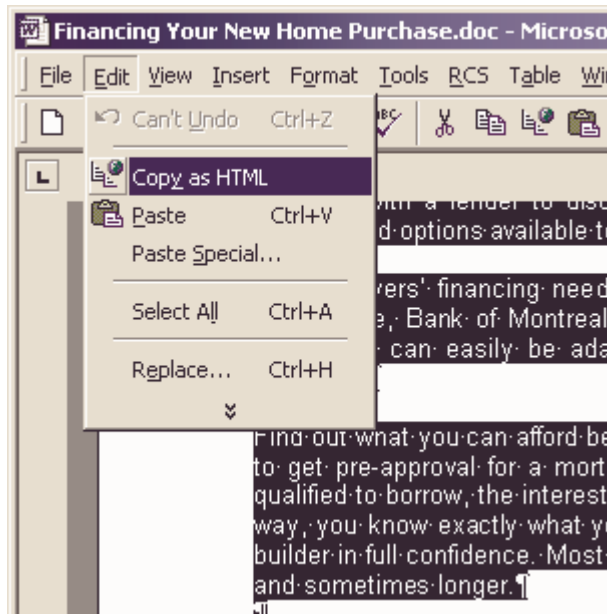 Financing Your New Home Purchase.doc - Micros
File Edit View Insert Format Tools RCS Table Wi
ABC
Can't Undo Ctrl+Z
Copy as HTML
Paste Ctrl+V
Paste Special...
Select All Ctrl+A
Replace... Ctrl+H
L
with a lender to disc
d·options·available·t
vers'· financing· need
e,· Bank· of· Montreal
can· easily· be· ada
Find·out·what·you·can·afford·be
to· get· pre-approval· for· a· mort
qualified·to·borrow,·the·interest
way,·you·know·exactly·what·y
builder·in·full·confidence.·Most
and·sometimes·longer.¶